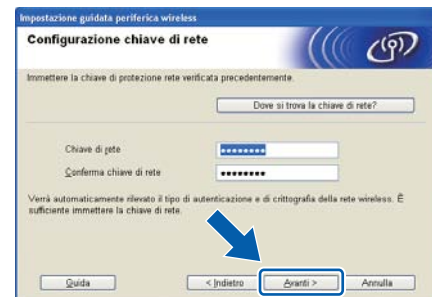 Impostazione guidata periferica wireless
Configurazione chiave di rete
Immettere la chiave di protezione rete verificata precedentemente.
Dove si trova la chiave di rete?
Chiave di rete
Conferma chiave di rete
Verrà automaticamente rilevato il tipo di autenticazione e di crittografia della rete wireless. È
sufficiente immettere la chiave di rete.
Guida
< Indietro
Avanti >
Annulla